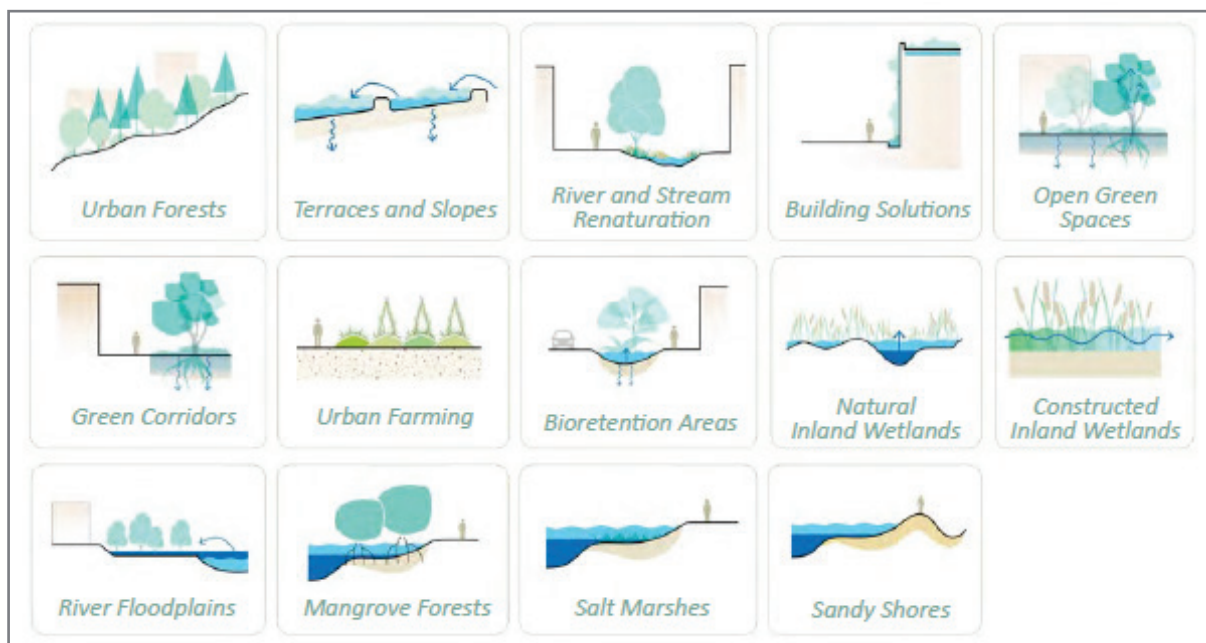 Urban Forests
Terraces and Slopes
River and Stream
Renaturation
Building Solutions
Open Green
Spaces
Green Corridors
Urban Farming
Bioretention Areas
Natural
Inland Wetlands
Constructed
Inland Wetlands
River Floodplains
Mangrove Forests
Salt Marshes
Sandy Shores